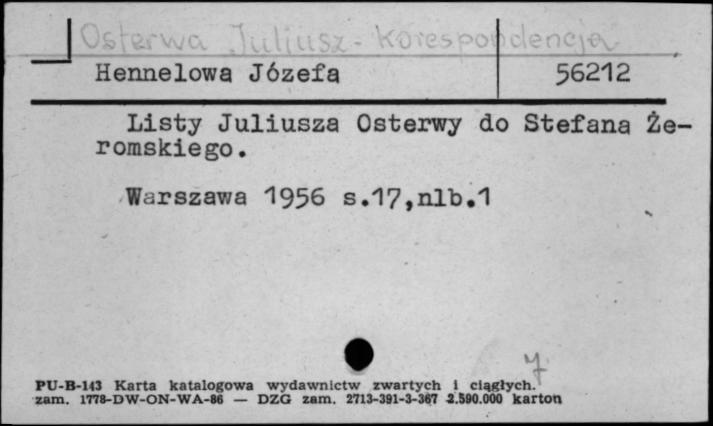 Osterwa Juliusz - korespondencja
Hennelowa Józefa 56212
Listy Juliusza Osterwy do Stefana Że-
romskiego.
Warszawa 1956 s.17,nlb.1
7.
PU-B-143 Karta katalogowa wydawnictw zwartych i ciągłych.
zam. 1778-DW-ON-WA-86 — DZG zam. 2713-391-3-367 2.590.000 karton